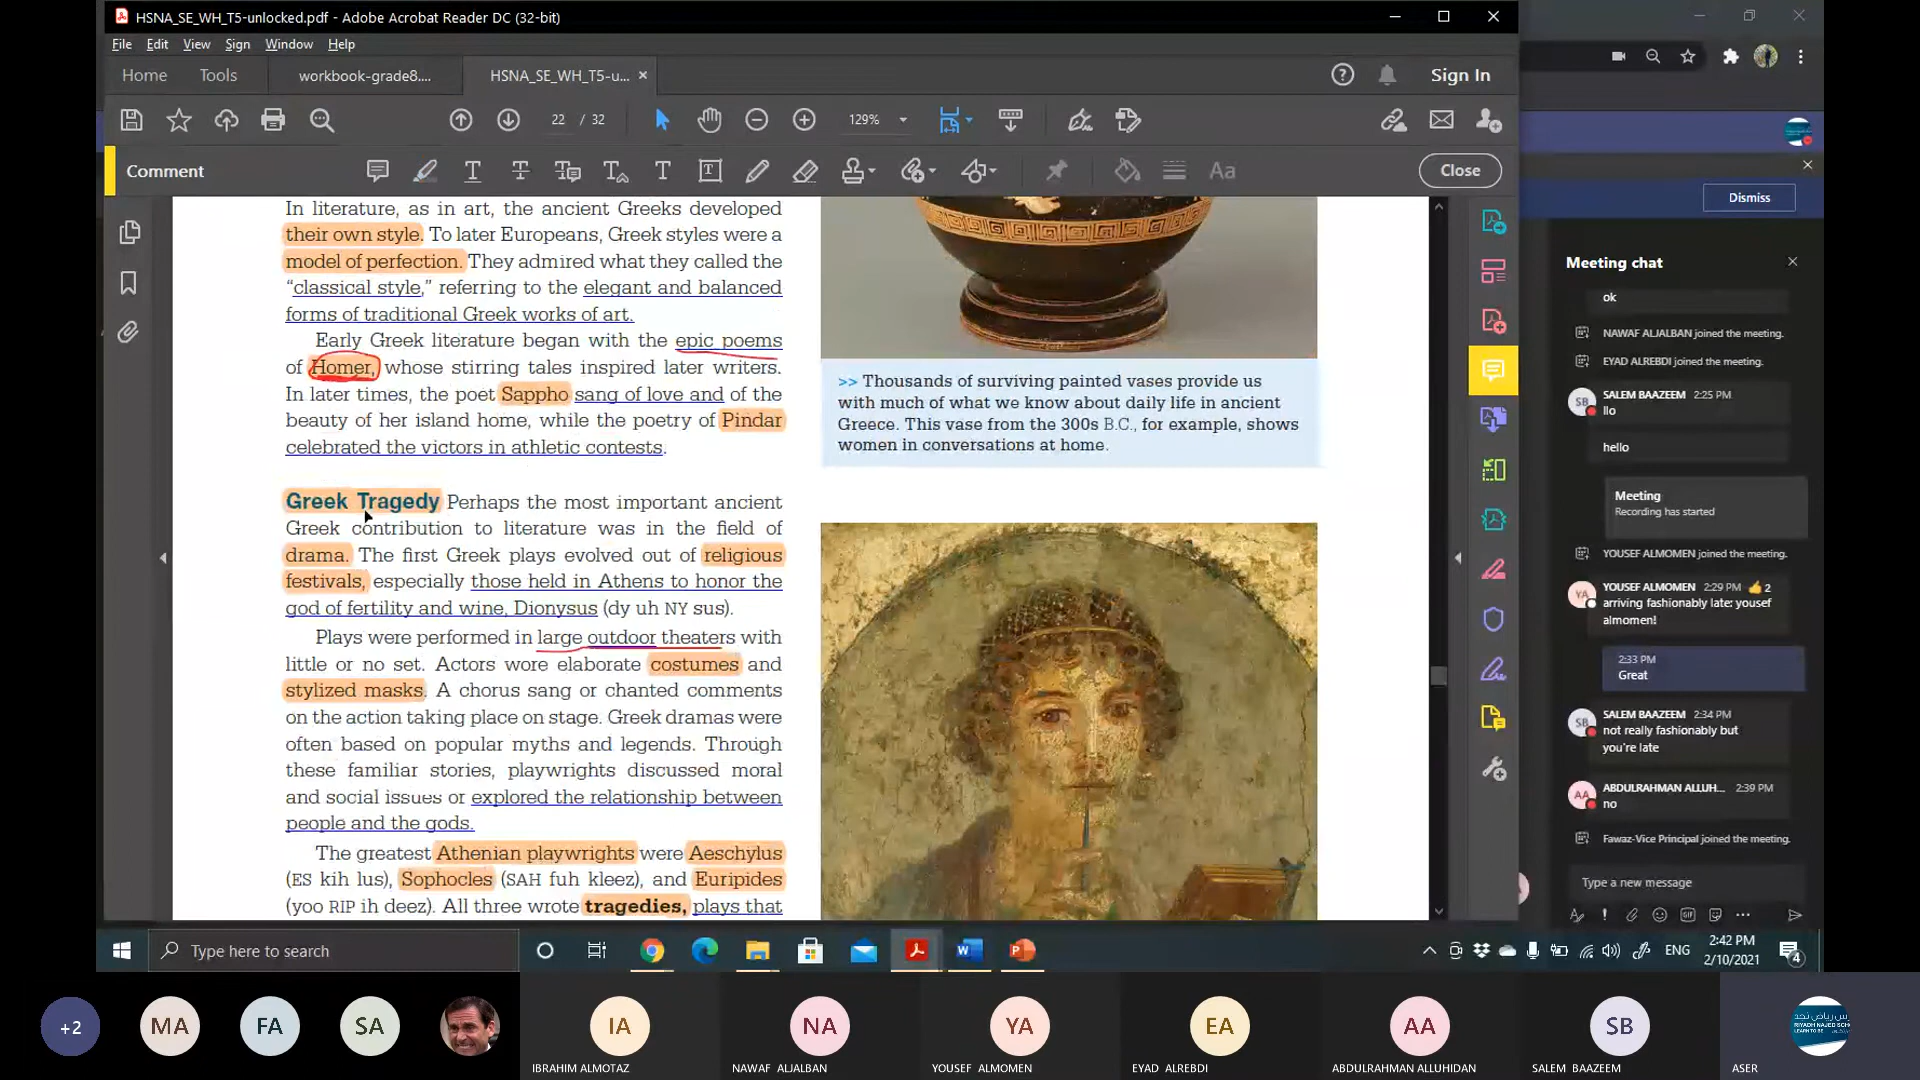 HSNA_SE_WH_T5-unlocked.pdf - Adobe Acrobat Reader DC (32-bit)
File Edit View Sign Window Help
Home Tools workbook-grade8.... HSNA_SE_WH_T5-u... Sign In
22 / 32 129%
Comment Close
In literature, as in art, the ancient Greeks developed
their own style. To later Europeans, Greek styles were a
model of perfection. They admired what they called the
“classical style,” referring to the elegant and balanced
forms of traditional Greek works of art.
Early Greek literature began with the epic poems
of Homer, whose stirring tales inspired later writers.
In later times, the poet Sappho sang of love and of the
beauty of her island home, while the poetry of Pindar
celebrated the victors in athletic contests.
Greek Tragedy Perhaps the most important ancient
Greek contribution to literature was in the field of
drama. The first Greek plays evolved out of religious
festivals, especially those held in Athens to honor the
god of fertility and wine, Dionysus (dy uh NY sus).
Plays were performed in large outdoor theaters with
little or no set. Actors wore elaborate costumes and
stylized masks. A chorus sang or chanted comments
on the action taking place on stage. Greek dramas were
often based on popular myths and legends. Through
these familiar stories, playwrights discussed moral
and social issues or explored the relationship between
people and the gods.
The greatest Athenian playwrights were Aeschylus
(ES kih lus), Sophocles (SAH fuh kleez), and Euripides
(yoo RIP ih deez). All three wrote tragedies, plays that
>> Thousands of surviving painted vases provide us
with much of what we know about daily life in ancient
Greece. This vase from the 300s B.C., for example, shows
women in conversations at home.
Dismiss
Meeting chat
ok
NAWAF ALJALBAN joined the meeting.
EYAD ALREBDI joined the meeting.
SB SALEM BAAZEEM 2:25 PM
llo
hello
Meeting
Recording has started
YOUSEF ALMOMEN joined the meeting.
YA YOUSEF ALMOMEN 2:29 PM 👍 2
arriving fashionably late: yousef
almomen!
2:33 PM
Great
SB SALEM BAAZEEM 2:34 PM
not really fashionably but
you're late
AA ABDULRAHMAN ALLUH... 2:39 PM
no
Fawaz-Vice Principal joined the meeting.
Type a new message
Type here to search
ENG
2:42 PM
2/10/2021
4
+2 MA FA SA IA NA YA EA AA SB
IBRAHIM ALMOTAZ NAWAF ALJALBAN YOUSEF ALMOMEN EYAD ALREBDI ABDULRAHMAN ALLUHIDAN SALEM BAAZEEM ASER